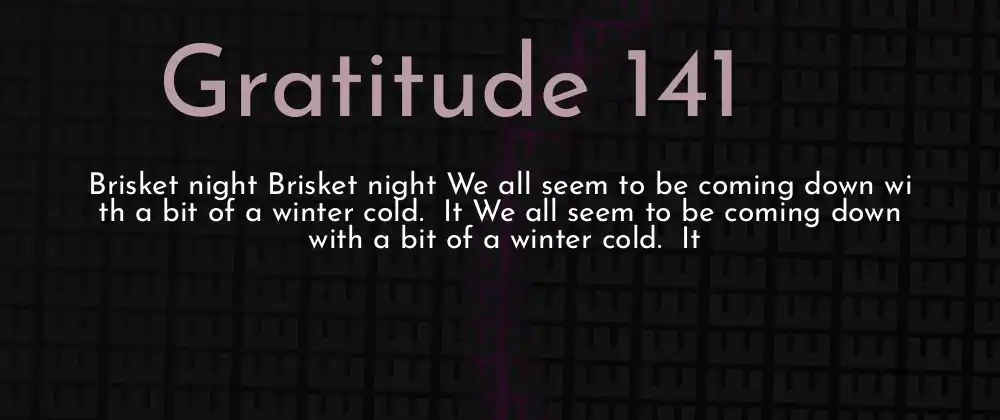 Gratitude 141
Brisket night Brisket night We all seem to be coming down wi
th a bit of a winter cold.  It We all seem to be coming down
with a bit of a winter cold.  It